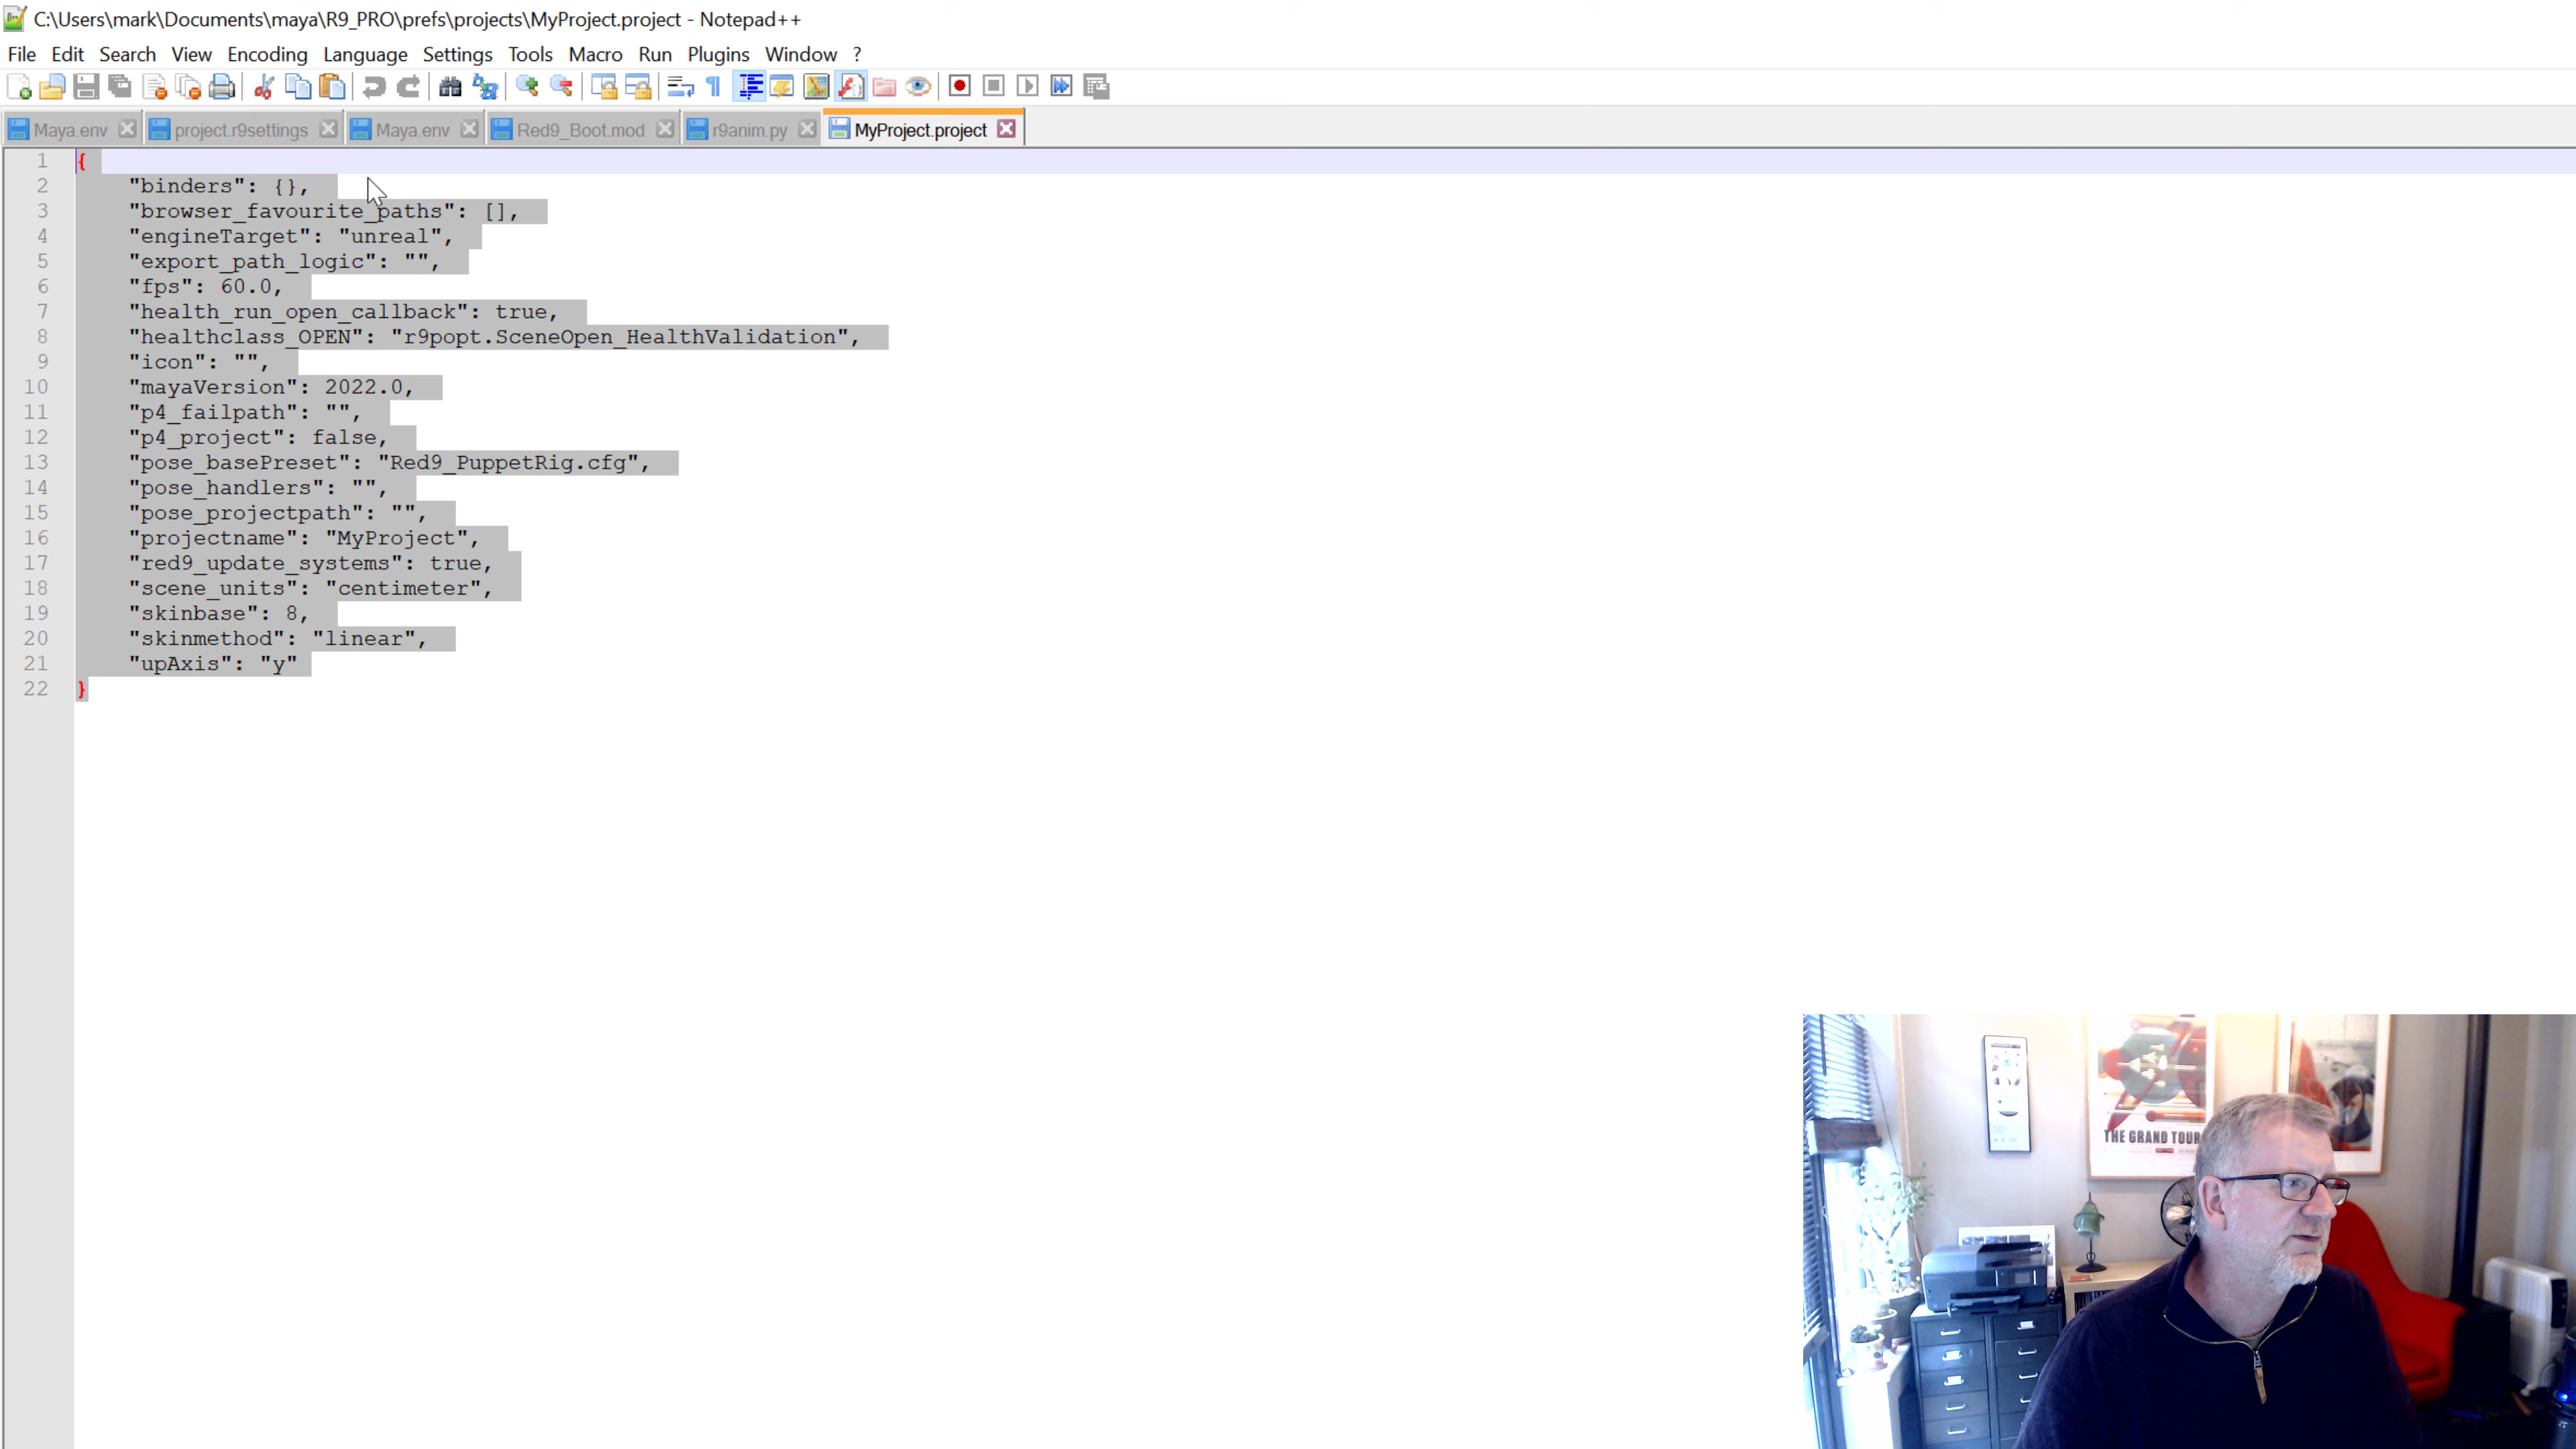 C:\Users\mark\Documents\maya\R9_PRO\prefs\projects\MyProject.project - Notepad++
File Edit Search View Encoding Language Settings Tools Macro Run Plugins Window ?
Maya.env project.r9settings Maya.env Red9_Boot.mod r9anim.py MyProject.project
1 {
2 "binders": {},
3 "browser_favourite_paths": [],
4 "engineTarget": "unreal",
5 "export_path_logic": "",
6 "fps": 60.0,
7 "health_run_open_callback": true,
8 "healthclass_OPEN": "r9popt.SceneOpen_HealthValidation",
9 "icon": "",
10 "mayaVersion": 2022.0,
11 "p4_failpath": "",
12 "p4_project": false,
13 "pose_basePreset": "Red9_PuppetRig.cfg",
14 "pose_handlers": "",
15 "pose_projectpath": "",
16 "projectname": "MyProject",
17 "red9_update_systems": true,
18 "scene_units": "centimeter",
19 "skinbase": 8,
20 "skinmethod": "linear",
21 "upAxis": "y"
22 }
THE GRAND TOUR